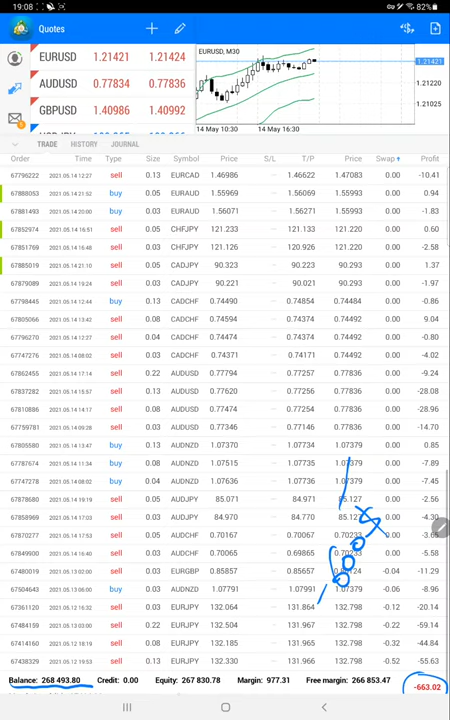 19:08
Quotes
EURUSD 1.21421 1.21424
AUDUSD 0.77834 0.77836
GBPUSD 1.40986 1.40992
EURUSD, M30
1.21421
1.21220
1.21025
14 May 10:30 14 May 16:30
TRADE HISTORY JOURNAL
Order Time Type Size Symbol Price S/L T/P Price Swap Profit
67796222 2021.05.14 12:27 sell 0.13 EURCAD 1.46986 1.46622 1.47083 0.00 -10.41
67888053 2021.05.14 21:52 buy 0.05 EURAUD 1.55969 1.56069 1.55993 0.00 0.94
67881493 2021.05.14 20:00 buy 0.03 EURAUD 1.56071 1.56271 1.55993 0.00 -1.83
67852974 2021.05.14 16:51 sell 0.05 CHFJPY 121.233 121.133 121.220 0.00 0.60
67851769 2021.05.14 16:48 sell 0.03 CHFJPY 121.126 120.926 121.220 0.00 -2.58
67885019 2021.05.14 21:10 sell 0.05 CADJPY 90.323 90.223 90.293 0.00 1.37
67879089 2021.05.14 19:24 sell 0.03 CADJPY 90.221 90.021 90.293 0.00 -1.97
67798445 2021.05.14 12:44 buy 0.13 CADCHF 0.74490 0.74854 0.74484 0.00 -0.86
67805066 2021.05.14 13:42 sell 0.08 CADCHF 0.74594 0.74374 0.74492 0.00 9.04
67796270 2021.05.14 12:27 sell 0.04 CADCHF 0.74474 0.74374 0.74492 0.00 -0.80
67747276 2021.05.14 08:02 sell 0.03 CADCHF 0.74371 0.74171 0.74492 0.00 -4.02
67862455 2021.05.14 17:14 sell 0.22 AUDUSD 0.77794 0.77257 0.77836 0.00 -9.24
67837282 2021.05.14 15:57 sell 0.13 AUDUSD 0.77620 0.77256 0.77836 0.00 -28.08
67810886 2021.05.14 14:17 sell 0.08 AUDUSD 0.77474 0.77254 0.77836 0.00 -28.96
67759781 2021.05.14 09:28 sell 0.03 AUDUSD 0.77346 0.77146 0.77836 0.00 -14.70
67805580 2021.05.14 13:47 buy 0.13 AUDNZD 1.07370 1.07734 1.07379 0.00 0.85
67787674 2021.05.14 11:34 buy 0.08 AUDNZD 1.07515 1.07735 1.07379 0.00 -7.89
67747278 2021.05.14 08:02 buy 0.04 AUDNZD 1.07636 1.07736 1.07379 0.00 -7.45
67878680 2021.05.14 19:19 sell 0.05 AUDJPY 85.071 84.971 85.127 0.00 -2.56
67858969 2021.05.14 17:03 sell 0.03 AUDJPY 84.970 84.770 85.127 0.00 -4.30
67870277 2021.05.14 17:53 sell 0.05 AUDCHF 0.70167 0.70067 0.70233 0.00
67849900 2021.05.14 16:40 sell 0.03 AUDCHF 0.70065 0.69865 0.70233 0.00 -5.58
67480019 2021.05.13 02:00 sell 0.03 EURGBP 0.85857 0.85657 -0.04 -11.29
67504643 2021.05.13 06:00 buy 0.03 AUDNZD 1.07791 1.07991 1.07379 -0.06 -8.96
67361120 2021.05.12 16:32 sell 0.03 EURJPY 132.064 131.864 132.798 -0.12 -20.14
67484159 2021.05.13 03:00 sell 0.22 EURJPY 132.504 131.967 132.798 -0.22 -59.14
67414160 2021.05.12 18:19 sell 0.08 EURJPY 132.185 131.965 132.798 -0.32 -44.84
67438329 2021.05.12 19:53 sell 0.13 EURJPY 132.330 131.966 132.798 -0.52 -55.63
Balance: 268 493.80 Credit: 0.00 Equity: 267 830.78 Margin: 977.31 Free margin: 266 853.47 -663.02